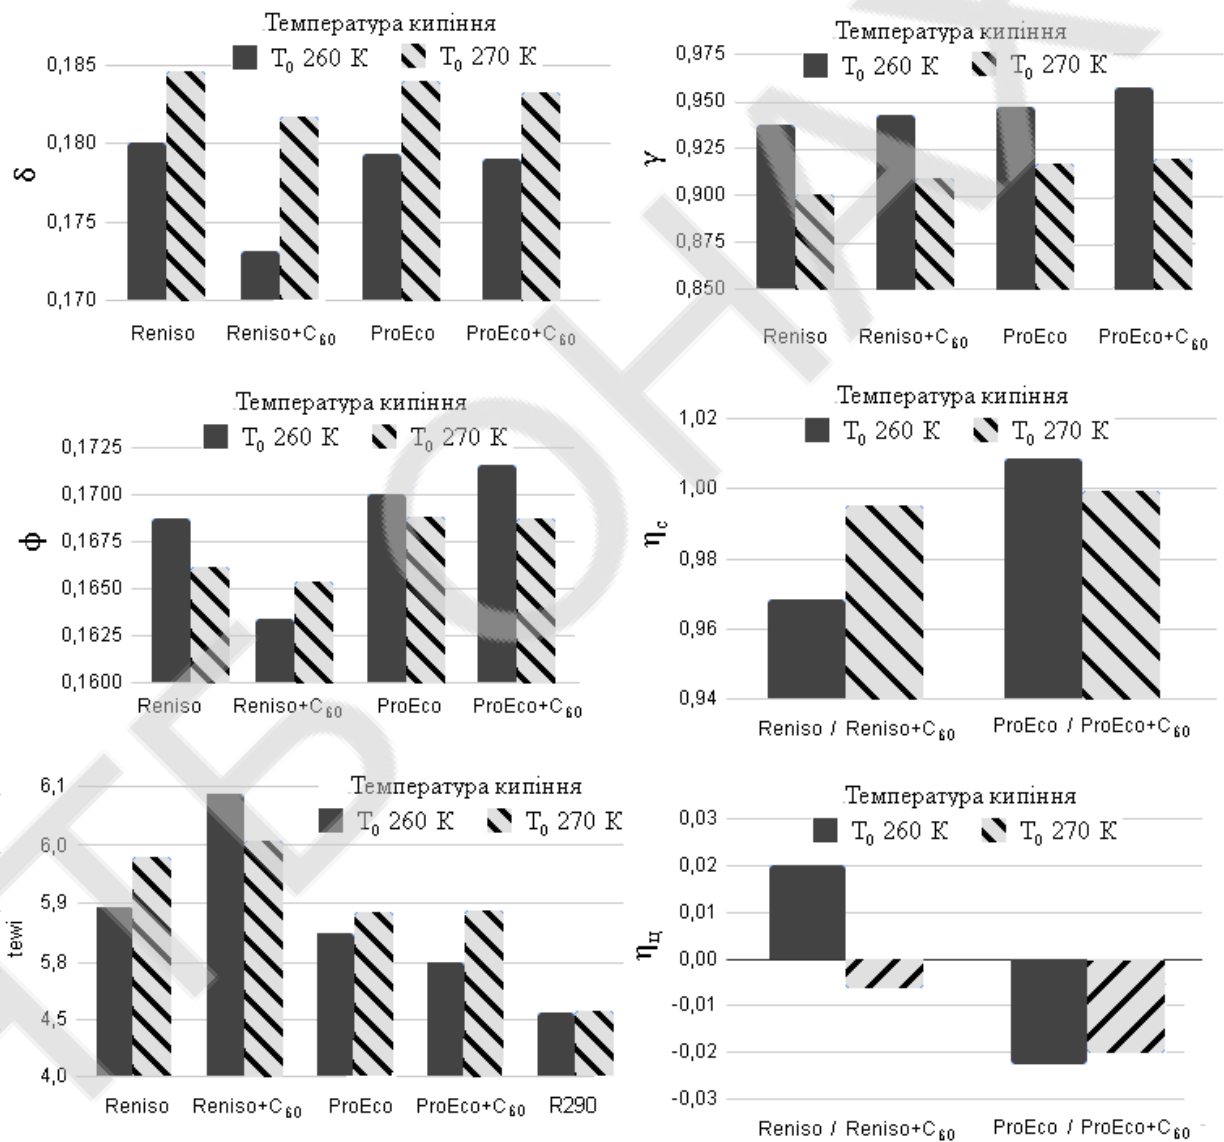 Температура кипіння
T₀ 260 К T₀ 270 К
0,185
0,180
0,175
0,170
δ
Reniso Reniso+C₆₀ ProEco ProEco+C₆₀
Температура кипіння
T₀ 260 К T₀ 270 К
0,975
0,950
0,925
0,900
0,875
0,850
γ
Reniso Reniso+C₆₀ ProEco ProEco+C₆₀
Температура кипіння
T₀ 260 К T₀ 270 К
0,1725
0,1700
0,1675
0,1650
0,1625
0,1600
ϕ
Reniso Reniso+C₆₀ ProEco ProEco+C₆₀
Температура кипіння
T₀ 260 К T₀ 270 К
1,02
1,00
0,98
0,96
0,94
η꜀
Reniso / Reniso+C₆₀ ProEco / ProEco+C₆₀
Температура кипіння
T₀ 260 К T₀ 270 К
6,1
6,0
5,9
5,8
4,5
4,0
tewi
Reniso Reniso+C₆₀ ProEco ProEco+C₆₀ R290
Температура кипіння
T₀ 260 К T₀ 270 К
0,03
0,02
0,01
0,00
-0,01
-0,02
-0,03
ηц
Reniso / Reniso+C₆₀ ProEco / ProEco+C₆₀
ТБ ОНАХ